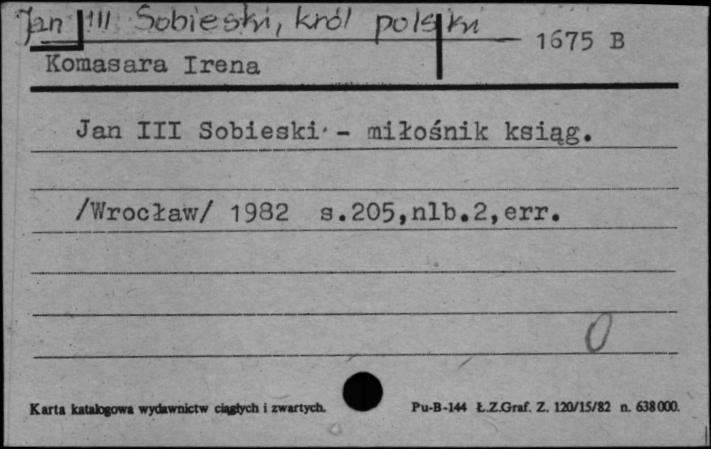 Jan III Sobieski, król polski
1675 B
Komasara Irena
Jan III Sobieski - miłośnik ksiąg.
/Wrocław/ 1982 s.205,nlb.2,err.
0
Karta katalogowa wydawnictw ciągłych i zwartych. Pu-B-144 Ł.Z.Graf. Z. 120/15/82 n. 638000.